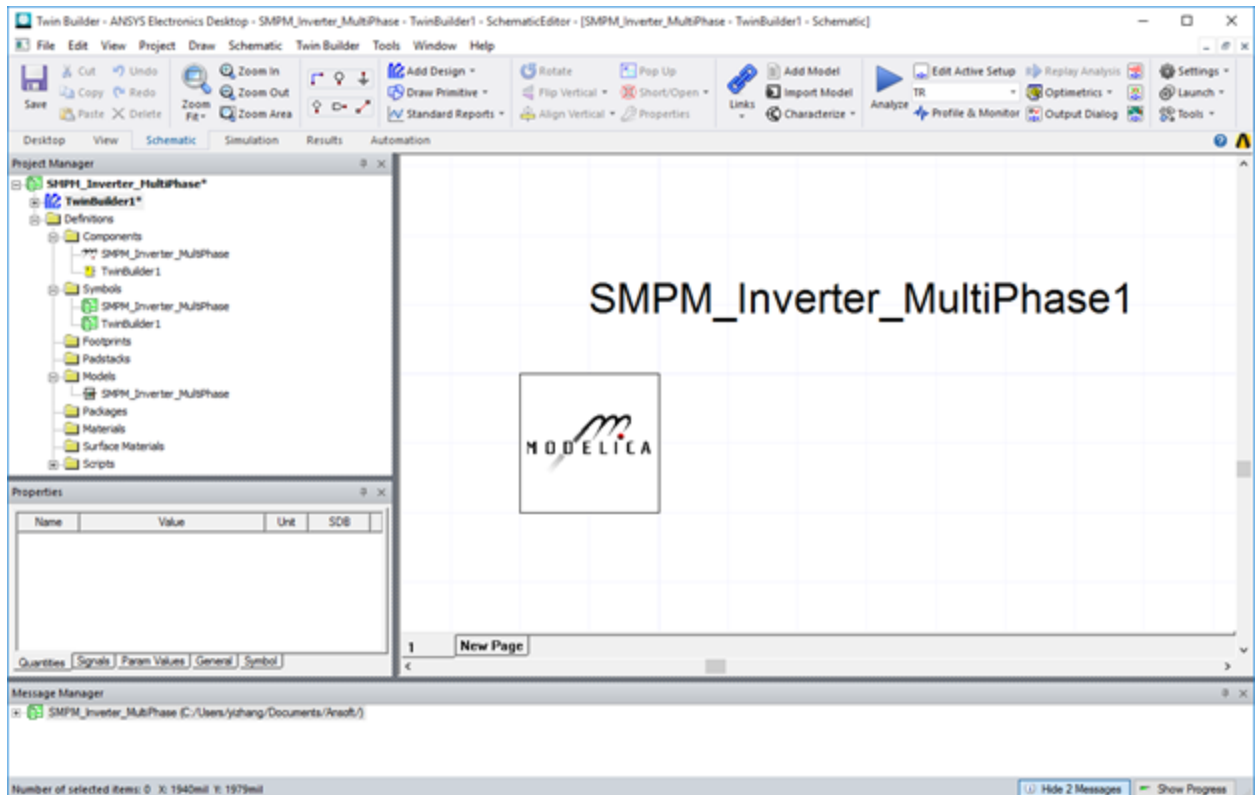 Twin Builder - ANSYS Electronics Desktop - SMPM_Inverter_MultiPhase - TwinBuilder1 - SchematicEditor - [SMPM_Inverter_MultiPhase - TwinBuilder1 - Schematic]
File Edit View Project Draw Schematic Twin Builder Tools Window Help
Save
Cut Undo
Copy Redo
Paste Delete
Zoom Fit
Zoom In
Zoom Out
Zoom Area
Add Design
Draw Primitive
Standard Reports
Rotate Pop Up
Flip Vertical Short/Open
Align Vertical Properties
Links
Add Model
Import Model
Characterize
Analyze
Edit Active Setup Replay Analysis
TR Optimetrics
Profile & Monitor Output Dialog
Settings
Launch
Tools
Desktop View Schematic Simulation Results Automation
Project Manager
SMPM_Inverter_MultiPhase*
TwinBuilder1*
Definitions
Components
SMPM_Inverter_MultiPhase
TwinBuilder1
Symbols
SMPM_Inverter_MultiPhase
TwinBuilder1
Footprints
Padstacks
Models
SMPM_Inverter_MultiPhase
Packages
Materials
Surface Materials
Scripts
Properties
Name Value Unit SDB
Quantities Signals Param Values General Symbol
SMPM_Inverter_MultiPhase1
MODELICA
1 New Page
Message Manager
SMPM_Inverter_MultiPhase (C:/Users/yizhang/Documents/Ansoft/)
Number of selected items: 0 X: 1940mil Y: 1979mil
Hide 2 Messages Show Progress